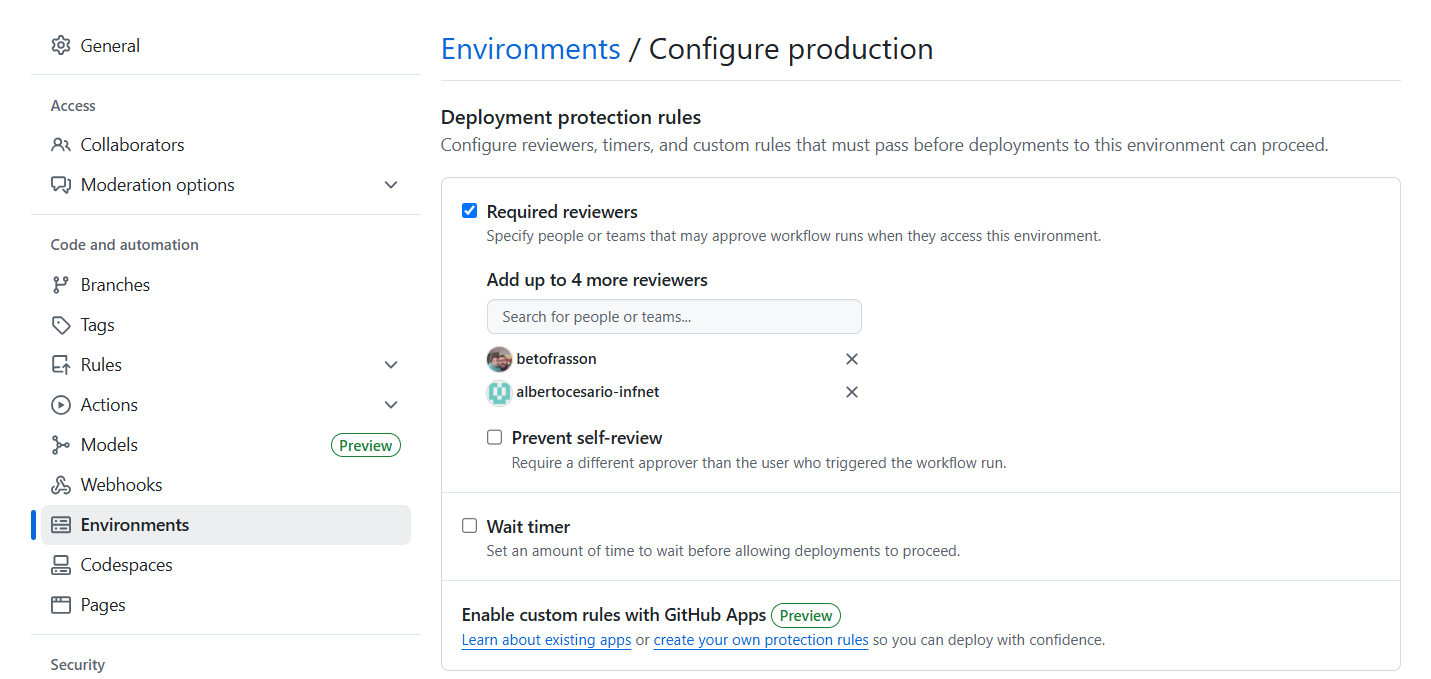 General
Access
Collaborators
Moderation options
Code and automation
Branches
Tags
Rules
Actions
Models Preview
Webhooks
Environments
Codespaces
Pages
Security
Environments / Configure production
Deployment protection rules
Configure reviewers, timers, and custom rules that must pass before deployments to this environment can proceed.
Required reviewers
Specify people or teams that may approve workflow runs when they access this environment.
Add up to 4 more reviewers
Search for people or teams...
betofrasson
albertocesario-infnet
Prevent self-review
Require a different approver than the user who triggered the workflow run.
Wait timer
Set an amount of time to wait before allowing deployments to proceed.
Enable custom rules with GitHub Apps Preview
Learn about existing apps or create your own protection rules so you can deploy with confidence.